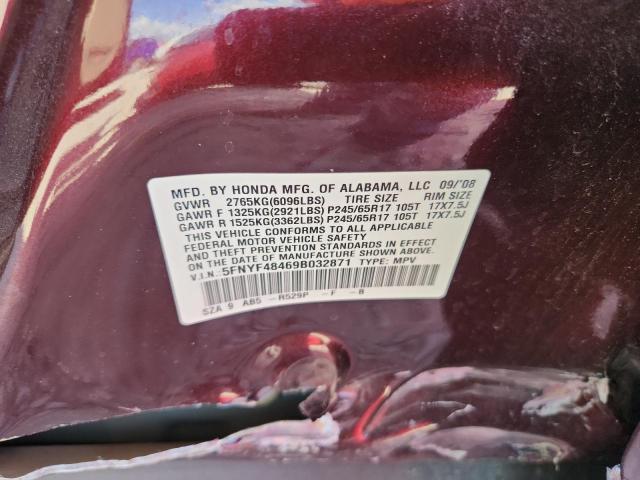 MFD. BY HONDA MFG. OF ALABAMA, LLC 09/'08
GVWR 2765KG(6096LBS) TIRE SIZE RIM SIZE
GAWR F 1325KG(2921LBS) P245/65R17 105T 17X7.5J
GAWR R 1525KG(3362LBS) P245/65R17 105T 17X7.5J
THIS VEHICLE CONFORMS TO ALL APPLICABLE
FEDERAL MOTOR VEHICLE SAFETY, BUMPER,
AND THEFT PREVENTION STANDARDS IN EFFECT
ON THE DATE OF MANUFACTURE SHOWN ABOVE.
V.I.N.: 5FNYF48469B032871 TYPE: MPV
SZA 9 AB5 -R529P -F -B